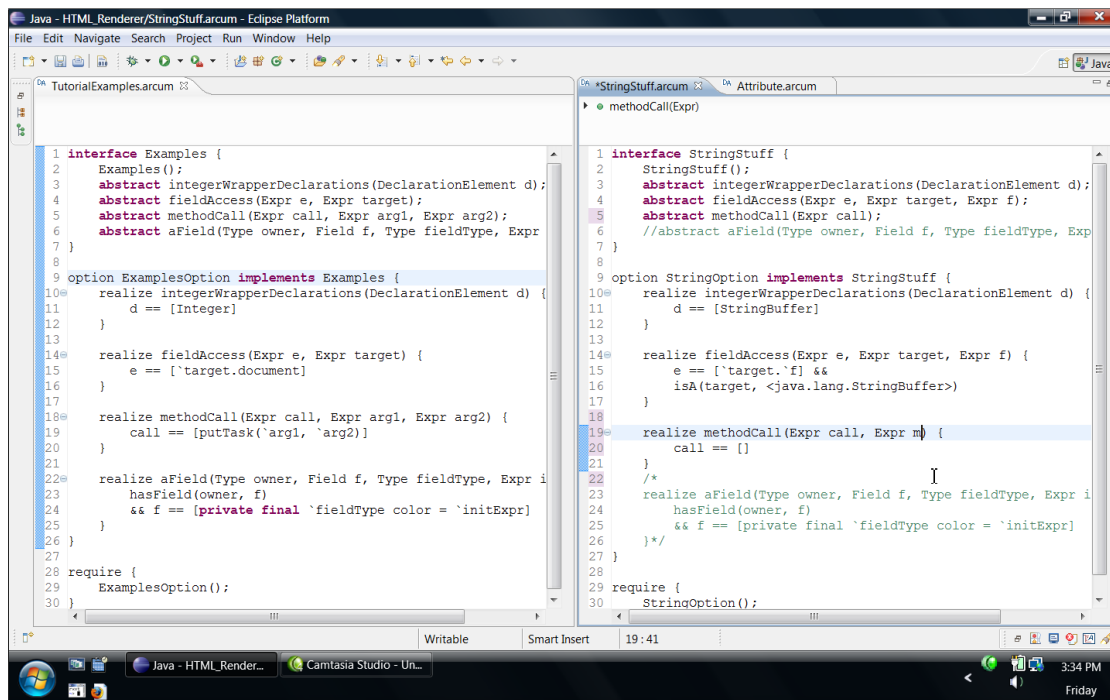 Java - HTML_Renderer/StringStuff.arcum - Eclipse Platform
File Edit Navigate Search Project Run Window Help
Java
TutorialExamples.arcum
1 interface Examples {
2 Examples();
3 abstract integerWrapperDeclarations(DeclarationElement d);
4 abstract fieldAccess(Expr e, Expr target);
5 abstract methodCall(Expr call, Expr arg1, Expr arg2);
6 abstract aField(Type owner, Field f, Type fieldType, Expr
7 }
8
9 option ExamplesOption implements Examples {
10 realize integerWrapperDeclarations(DeclarationElement d) {
11 d == [Integer]
12 }
13
14 realize fieldAccess(Expr e, Expr target) {
15 e == [`target.document]
16 }
17
18 realize methodCall(Expr call, Expr arg1, Expr arg2) {
19 call == [putTask(`arg1, `arg2)]
20 }
21
22 realize aField(Type owner, Field f, Type fieldType, Expr i
23 hasField(owner, f)
24 && f == [private final `fieldType color = `initExpr]
25 }
26 }
27
28 require {
29 ExamplesOption();
30 }
*StringStuff.arcum Attribute.arcum
methodCall(Expr)
1 interface StringStuff {
2 StringStuff();
3 abstract integerWrapperDeclarations(DeclarationElement d);
4 abstract fieldAccess(Expr e, Expr target, Expr f);
5 abstract methodCall(Expr call);
6 //abstract aField(Type owner, Field f, Type fieldType, Exp
7 }
8
9 option StringOption implements StringStuff {
10 realize integerWrapperDeclarations(DeclarationElement d) {
11 d == [StringBuffer]
12 }
13
14 realize fieldAccess(Expr e, Expr target, Expr f) {
15 e == [`target.`f] &&
16 isA(target, <java.lang.StringBuffer>)
17 }
18
19 realize methodCall(Expr call, Expr m) {
20 call == []
21 }
22 /*
23 realize aField(Type owner, Field f, Type fieldType, Expr i
24 hasField(owner, f)
25 && f == [private final `fieldType color = `initExpr]
26 }*/
27 }
28
29 require {
30 StringOption();
Writable Smart Insert 19 : 41
Java - HTML_Render... Camtasia Studio - Un... 3:34 PM
Friday